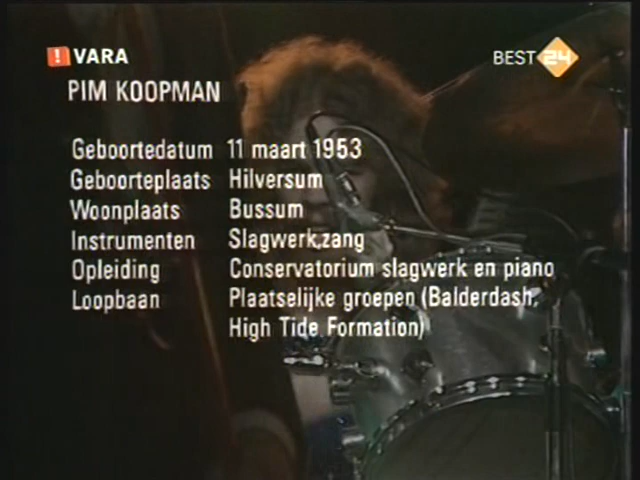 VARA
BEST 24
PIM KOOPMAN
Geboortedatum 11 maart 1953
Geboorteplaats Hilversum
Woonplaats Bussum
Instrumenten Slagwerk,zang
Opleiding Conservatorium slagwerk en piano
Loopbaan Plaatselijke groepen (Balderdash,
High Tide Formation)